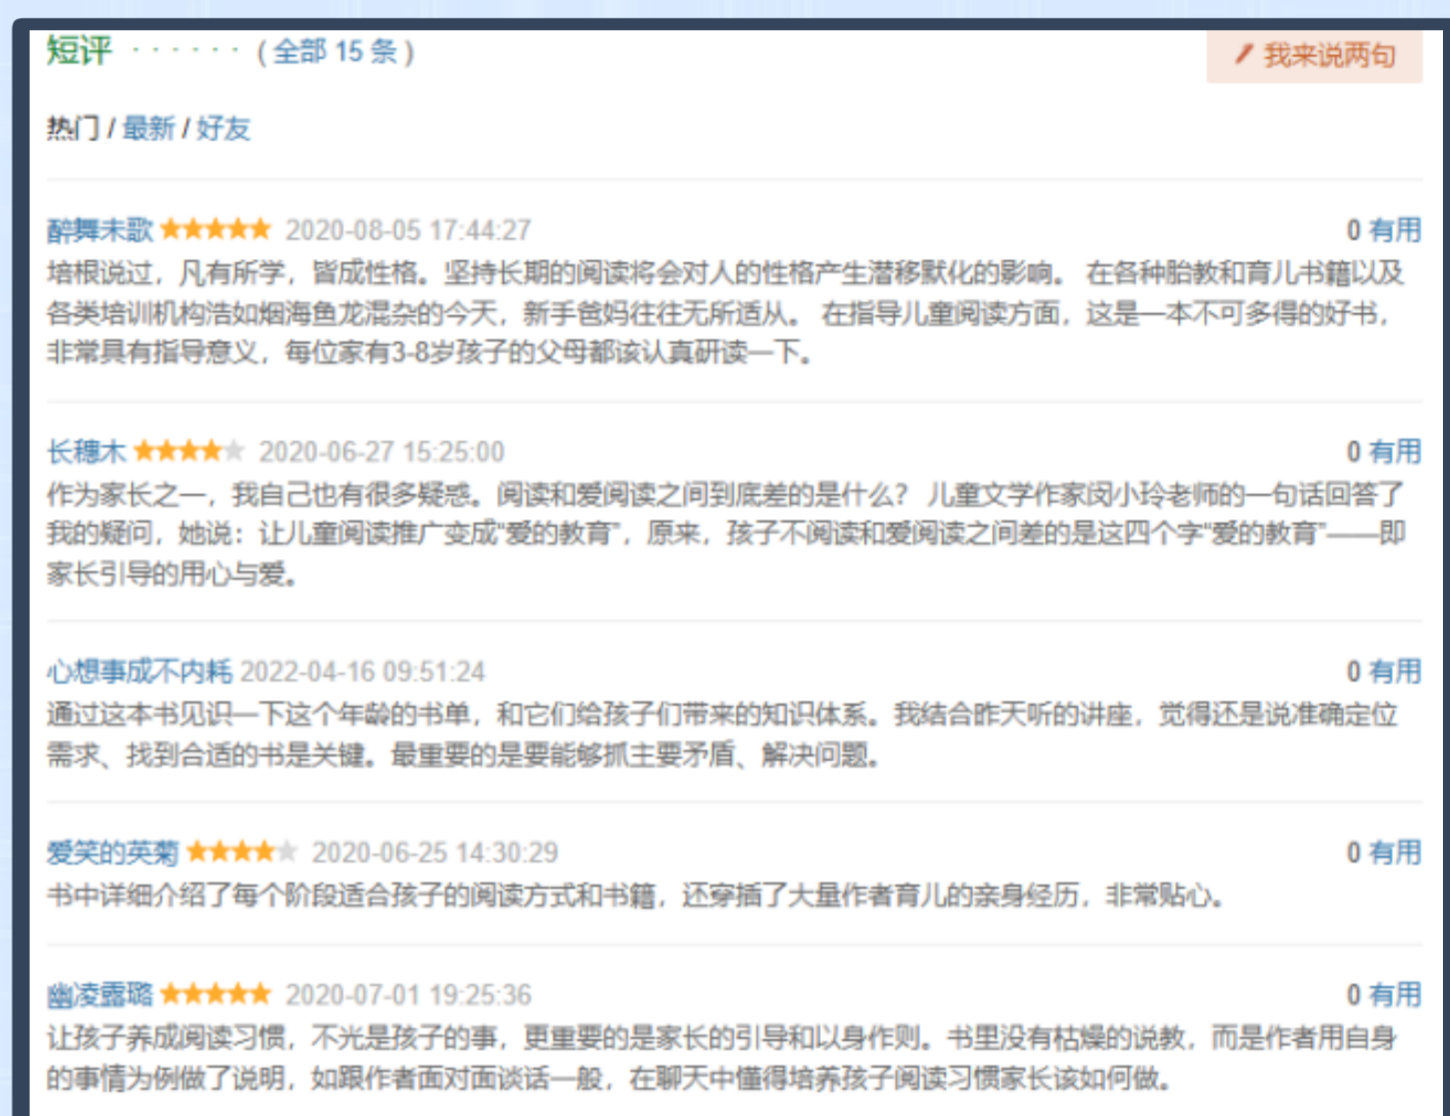 短评 · · · · · · ( 全部 15 条 )
我来说两句
热门 / 最新 / 好友
醉舞未歌 ★★★★★ 2020-08-05 17:44:27 0 有用
培根说过，凡有所学，皆成性格。坚持长期的阅读将会对人的性格产生潜移默化的影响。 在各种胎教和育儿书籍以及
各类培训机构浩如烟海鱼龙混杂的今天，新手爸妈往往无所适从。 在指导儿童阅读方面，这是一本不可多得的好书，
非常具有指导意义，每位家有3-8岁孩子的父母都该认真研读一下。
长穗木 ★★★★★ 2020-06-27 15:25:00 0 有用
作为家长之一，我自己也有很多疑惑。阅读和爱阅读之间到底差的是什么？ 儿童文学作家闵小玲老师的一句话回答了
我的疑问，她说：让儿童阅读推广变成“爱的教育”，原来，孩子不阅读和爱阅读之间差的是这四个字“爱的教育”——即
家长引导的用心与爱。
心想事成不内耗 2022-04-16 09:51:24 0 有用
通过这本书见识一下这个年龄的书单，和它们给孩子们带来的知识体系。我结合昨天听的讲座，觉得还是说准确定位
需求、找到合适的书是关键。最重要的是要能够抓主要矛盾、解决问题。
爱笑的英菊 ★★★★★ 2020-06-25 14:30:29 0 有用
书中详细介绍了每个阶段适合孩子的阅读方式和书籍，还穿插了大量作者育儿的亲身经历，非常贴心。
幽凌露璐 ★★★★★ 2020-07-01 19:25:36 0 有用
让孩子养成阅读习惯，不光是孩子的事，更重要的是家长的引导和以身作则。书里没有枯燥的说教，而是作者用自身
的事情为例做了说明，如跟作者面对面谈话一般，在聊天中懂得培养孩子阅读习惯家长该如何做。